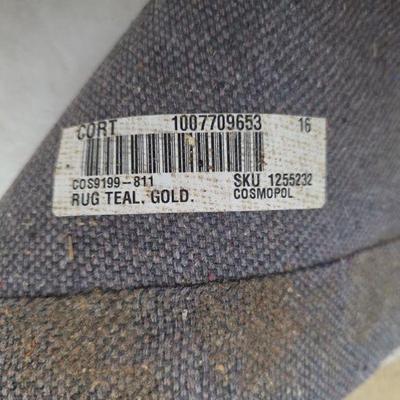 CORT 1007709653 16
COS9199-811 SKU 1255232
RUG TEAL. GOLD. COSMOPOL